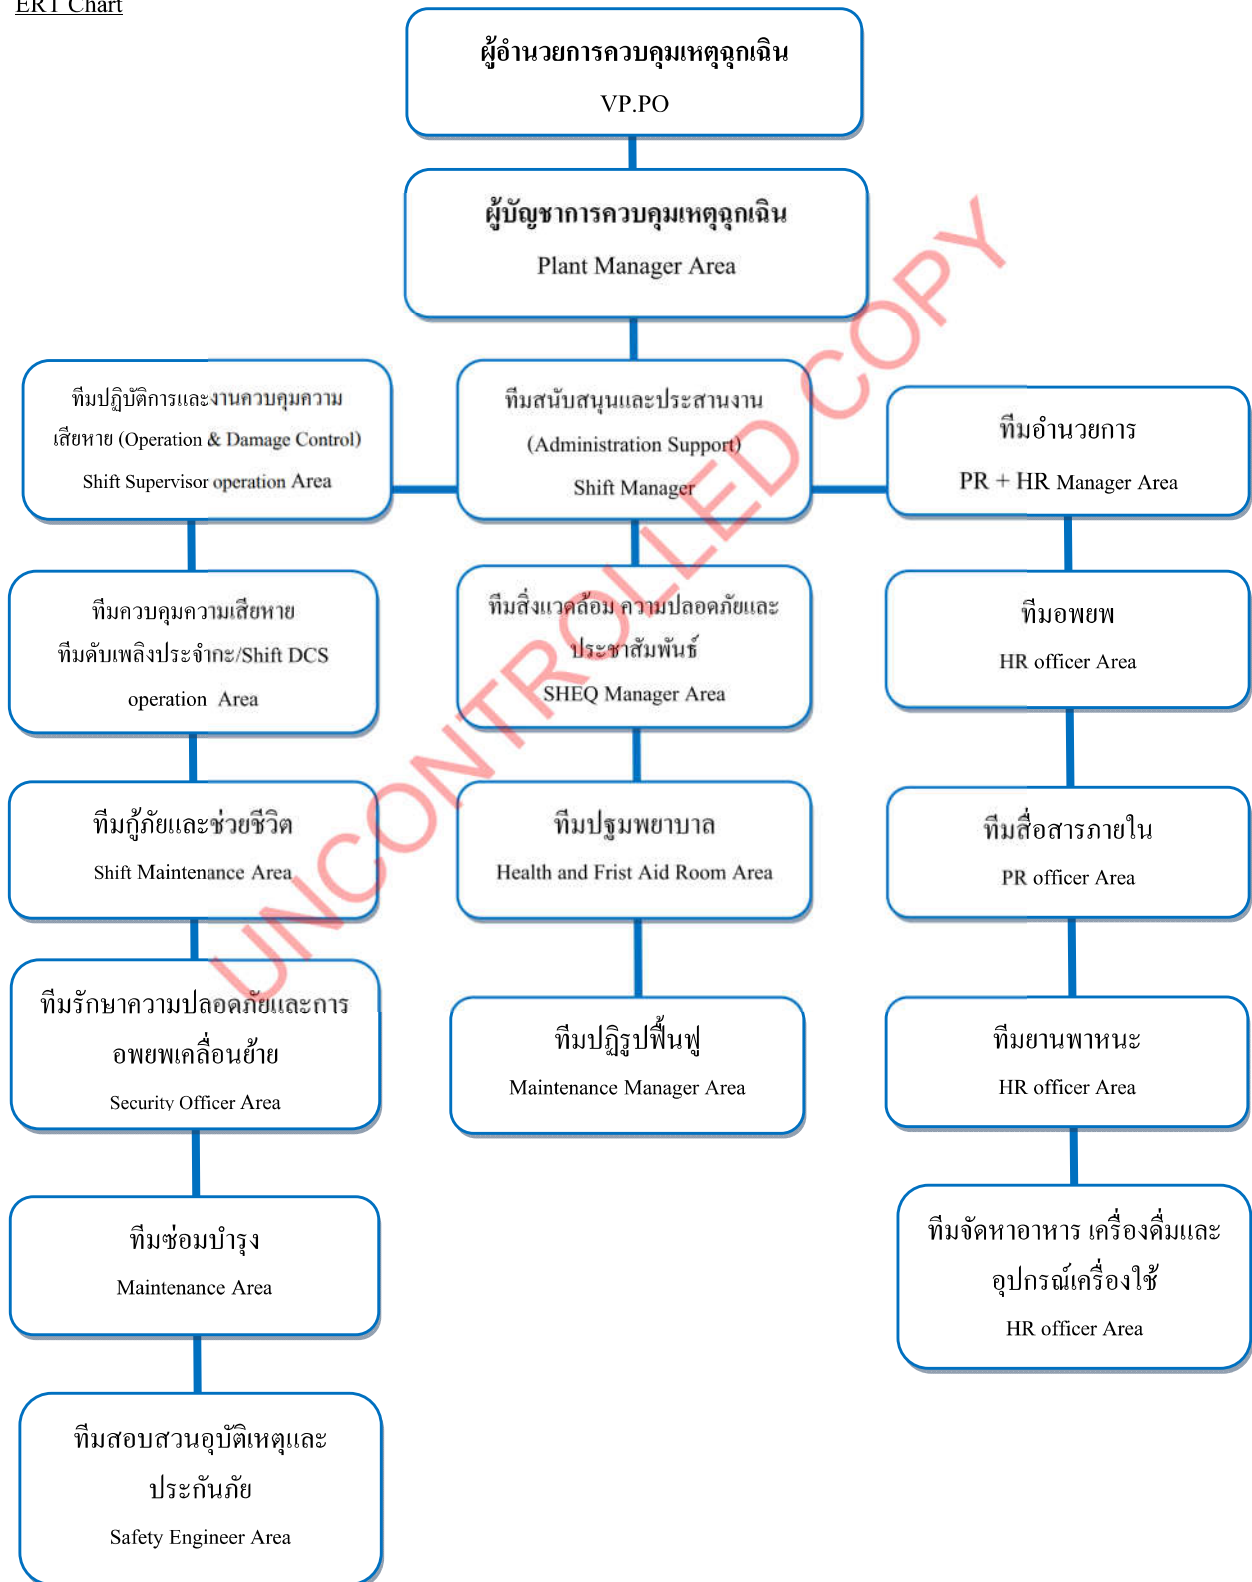 ERT Chart
ผู้อำนวยการควบคุมเหตุฉุกเฉิน
VP.PO
ผู้บัญชาการควบคุมเหตุฉุกเฉิน
Plant Manager Area
ทีมปฏิบัติการและงานควบคุมความ
เสียหาย (Operation & Damage Control)
Shift Supervisor operation Area
ทีมสนับสนุนและประสานงาน
(Administration Support)
Shift Manager
ทีมอำนวยการ
PR + HR Manager Area
ทีมควบคุมความเสียหาย
ทีมดับเพลิงประจำกะ/Shift DCS
operation Area
ทีมสิ่งแวดล้อม ความปลอดภัยและ
ประชาสัมพันธ์
SHEQ Manager Area
ทีมอพยพ
HR officer Area
ทีมกู้ภัยและช่วยชีวิต
Shift Maintenance Area
ทีมปฐมพยาบาล
Health and Frist Aid Room Area
ทีมสื่อสารภายใน
PR officer Area
ทีมรักษาความปลอดภัยและการ
อพยพเคลื่อนย้าย
Security Officer Area
ทีมปฏิรูปฟื้นฟู
Maintenance Manager Area
ทีมยานพาหนะ
HR officer Area
ทีมซ่อมบำรุง
Maintenance Area
ทีมจัดหาอาหาร เครื่องดื่มและ
อุปกรณ์เครื่องใช้
HR officer Area
ทีมสอบสวนอุบัติเหตุและ
ประกันภัย
Safety Engineer Area
UNCONTROLLED COPY